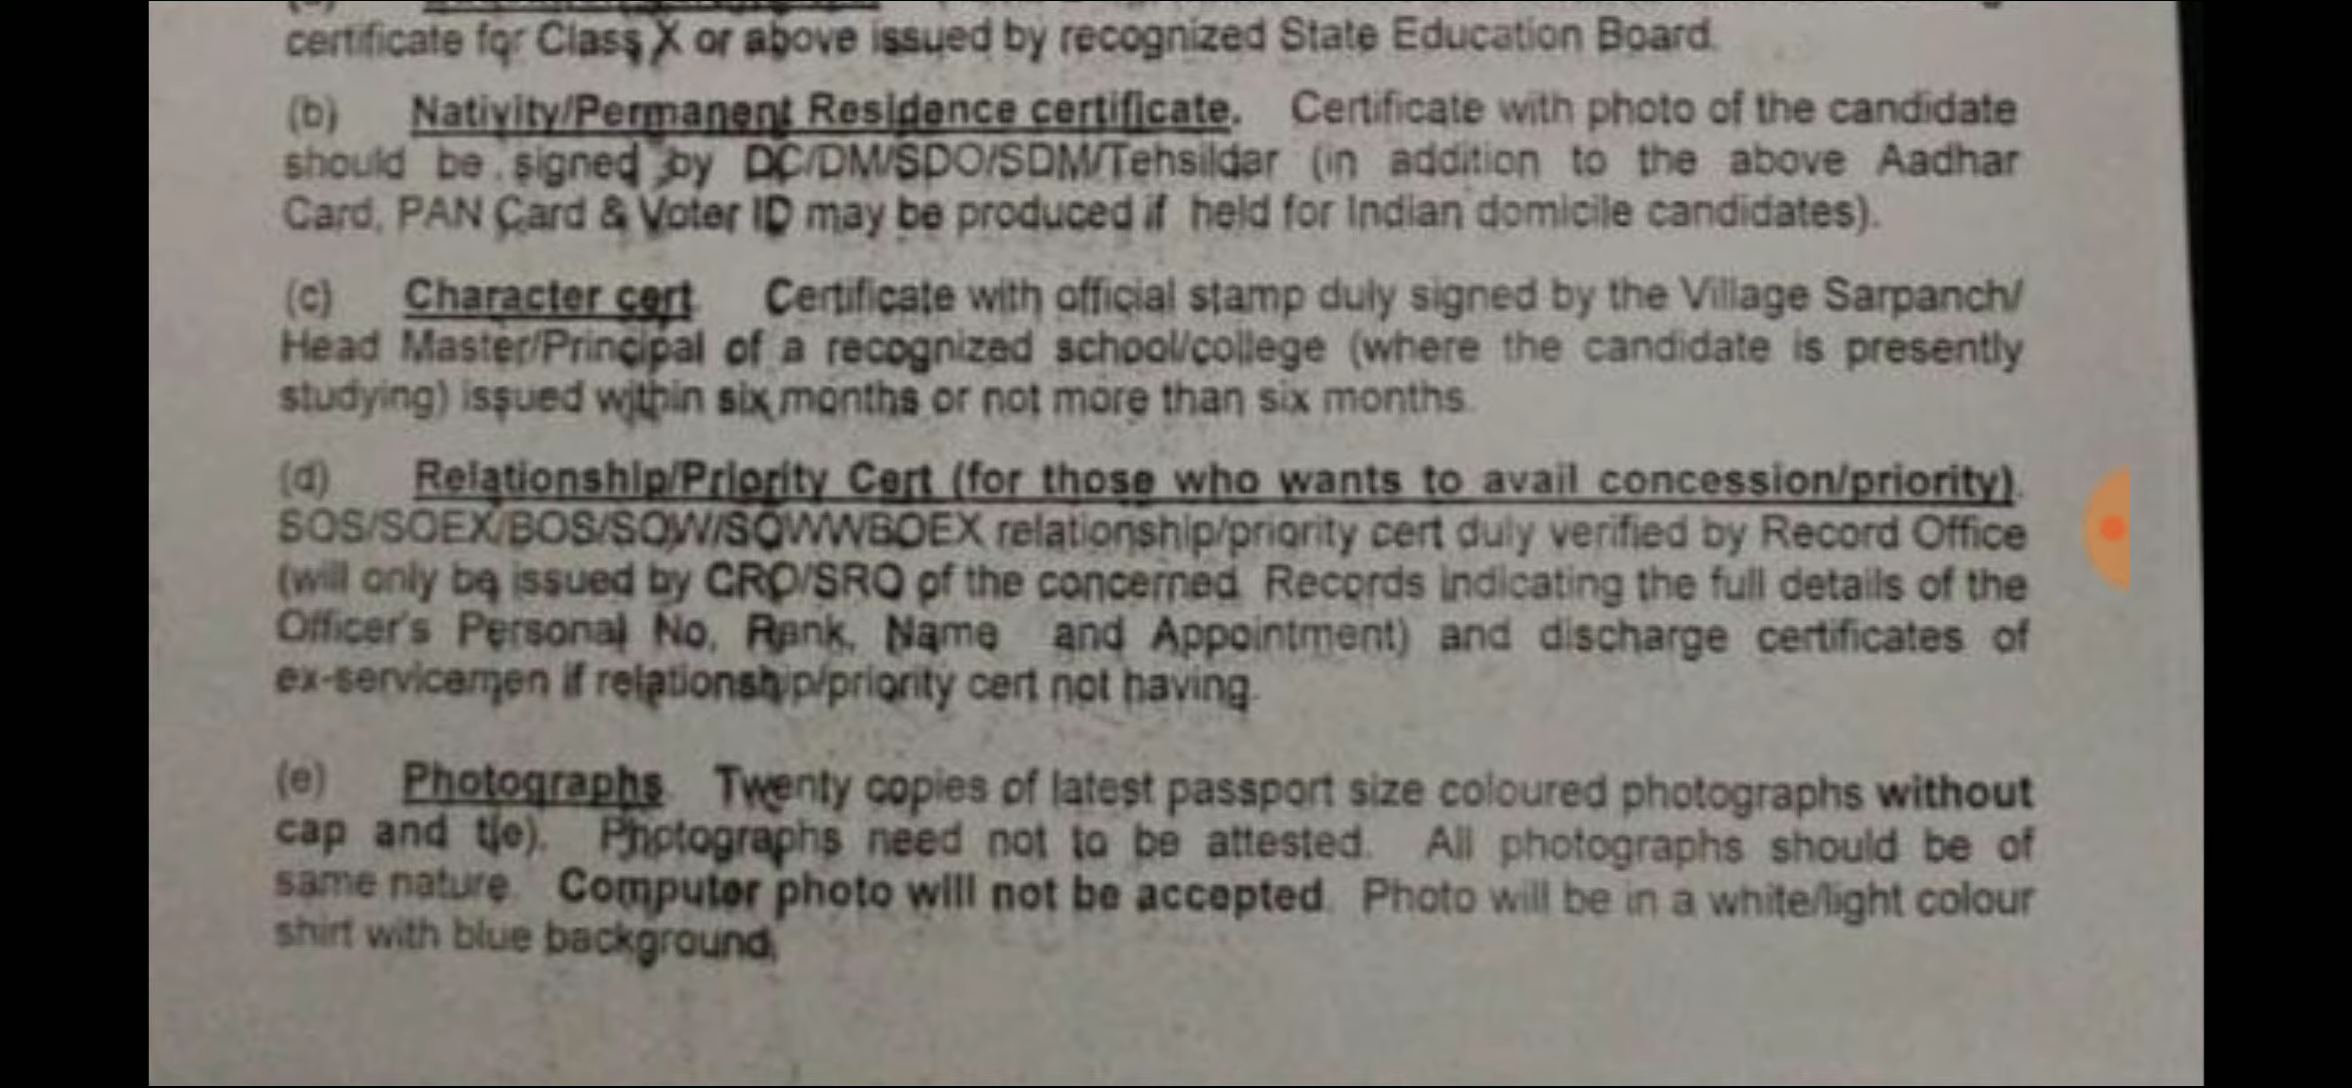 certificate for Class X or above issued by recognized State Education Board.
(b) Nativity/Permanent Residence certificate. Certificate with photo of the candidate
should be signed by DC/DM/SDO/SDM/Tehsildar (in addition to the above Aadhar
Card, PAN Card & Voter ID may be produced if held for Indian domicile candidates).
(c) Character cert Certificate with official stamp duly signed by the Village Sarpanch/
Head Master/Principal of a recognized school/college (where the candidate is presently
studying) issued within six months or not more than six months.
(d) Relationship/Priority Cert (for those who wants to avail concession/priority).
SOS/SOEX/BOS/SOW/SOWW/BOEX relationship/priority cert duly verified by Record Office
(will only be issued by CRO/SRO of the concerned Records indicating the full details of the
Officer's Personal No, Rank, Name and Appointment) and discharge certificates of
ex-servicemen if relationship/priority cert not having.
(e) Photographs Twenty copies of latest passport size coloured photographs without
cap and tie). Photographs need not to be attested. All photographs should be of
same nature. Computer photo will not be accepted. Photo will be in a white/light colour
shirt with blue background.